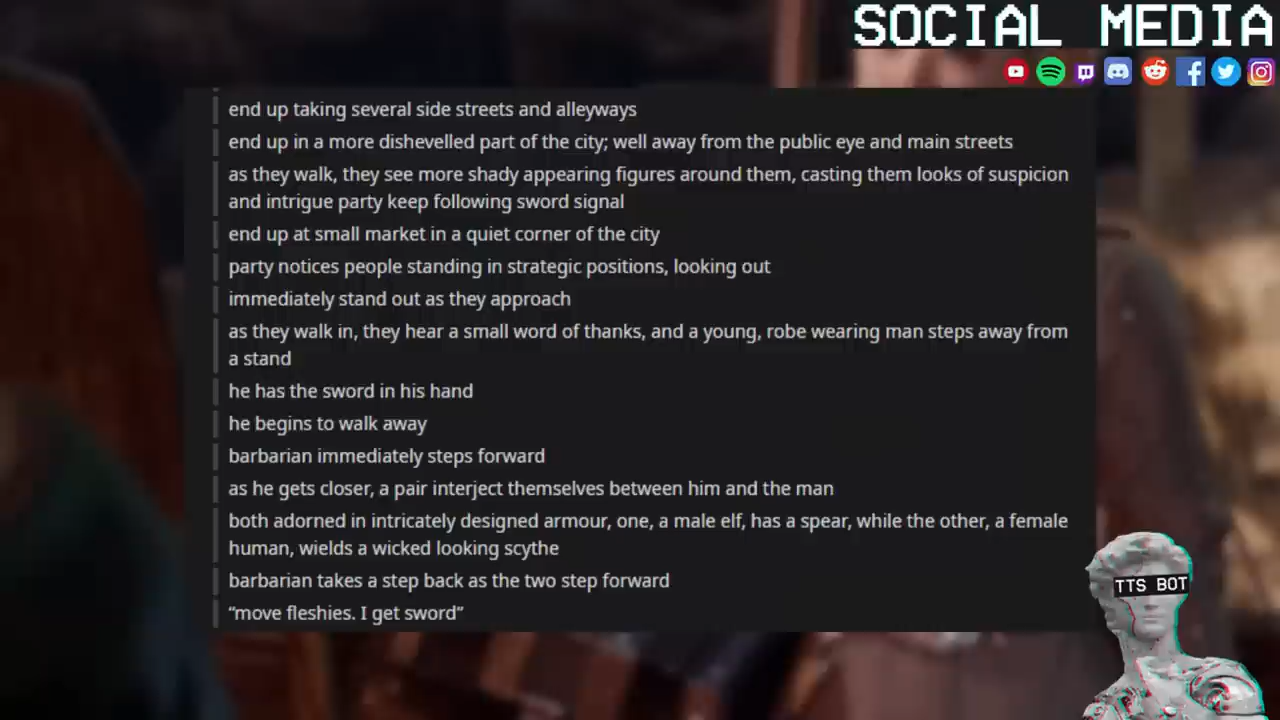 SOCIAL MEDIA
end up taking several side streets and alleyways
end up in a more dishevelled part of the city; well away from the public eye and main streets
as they walk, they see more shady appearing figures around them, casting them looks of suspicion
and intrigue party keep following sword signal
end up at small market in a quiet corner of the city
party notices people standing in strategic positions, looking out
immediately stand out as they approach
as they walk in, they hear a small word of thanks, and a young, robe wearing man steps away from
a stand
he has the sword in his hand
he begins to walk away
barbarian immediately steps forward
as he gets closer, a pair interject themselves between him and the man
both adorned in intricately designed armour, one, a male elf, has a spear, while the other, a female
human, wields a wicked looking scythe
barbarian takes a step back as the two step forward
“move fleshies. I get sword”
TTS BOT